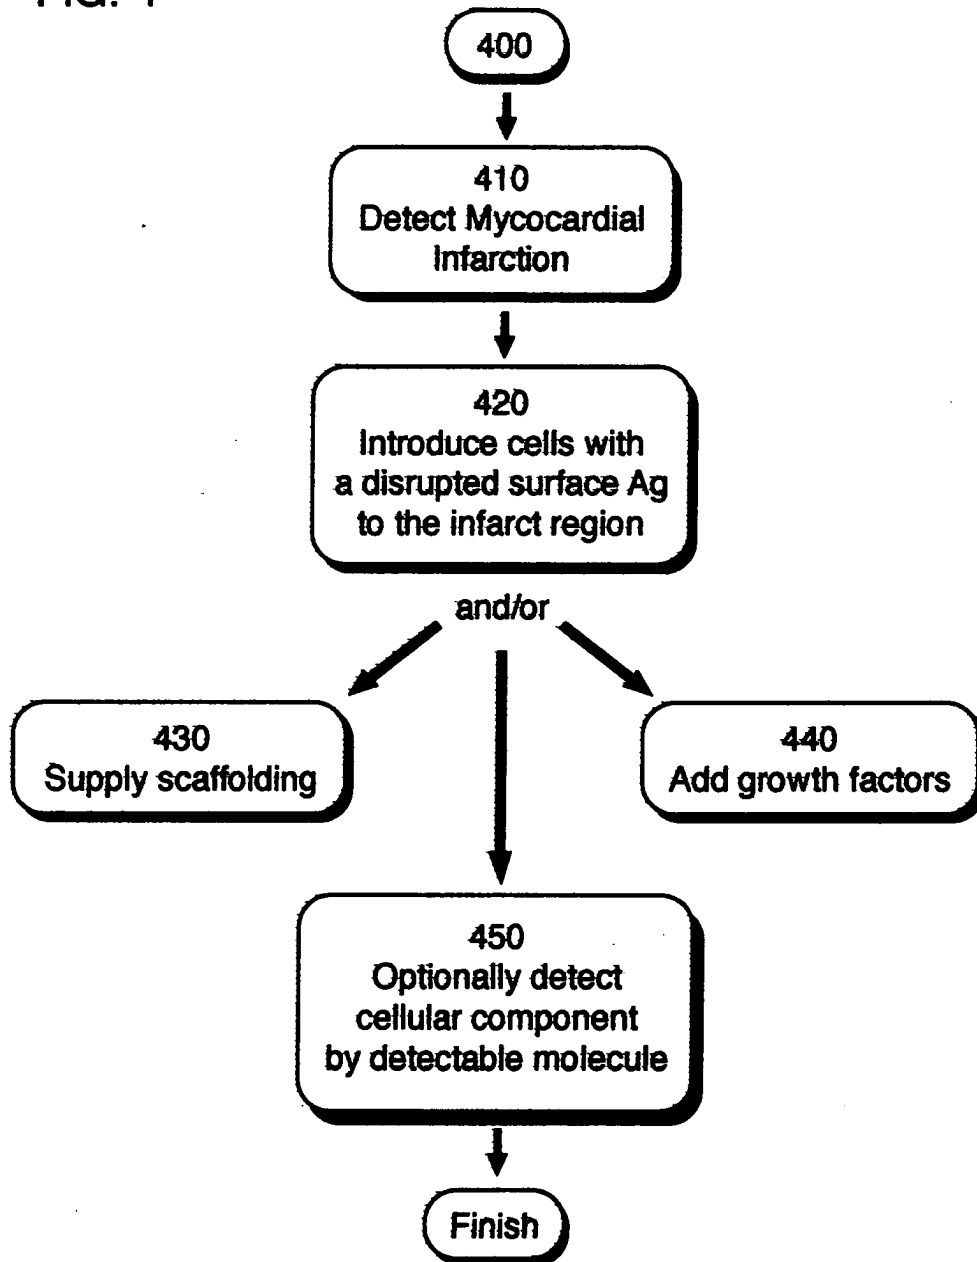 400
410
Detect Mycocardial
Infarction
420
Introduce cells with
a disrupted surface Ag
to the infarct region
and/or
430
Supply scaffolding
440
Add growth factors
450
Optionally detect
cellular component
by detectable molecule
Finish